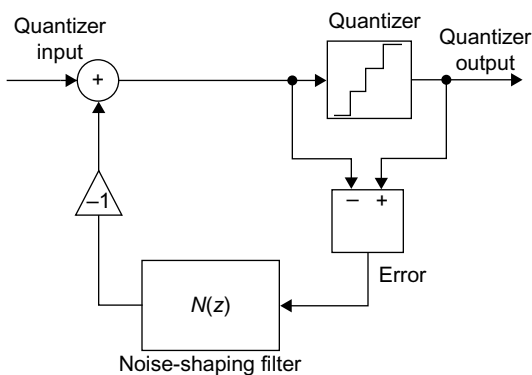 Quantizer
input
Quantizer
Quantizer
output
+
– +
–1
Error
N(z)
Noise-shaping filter